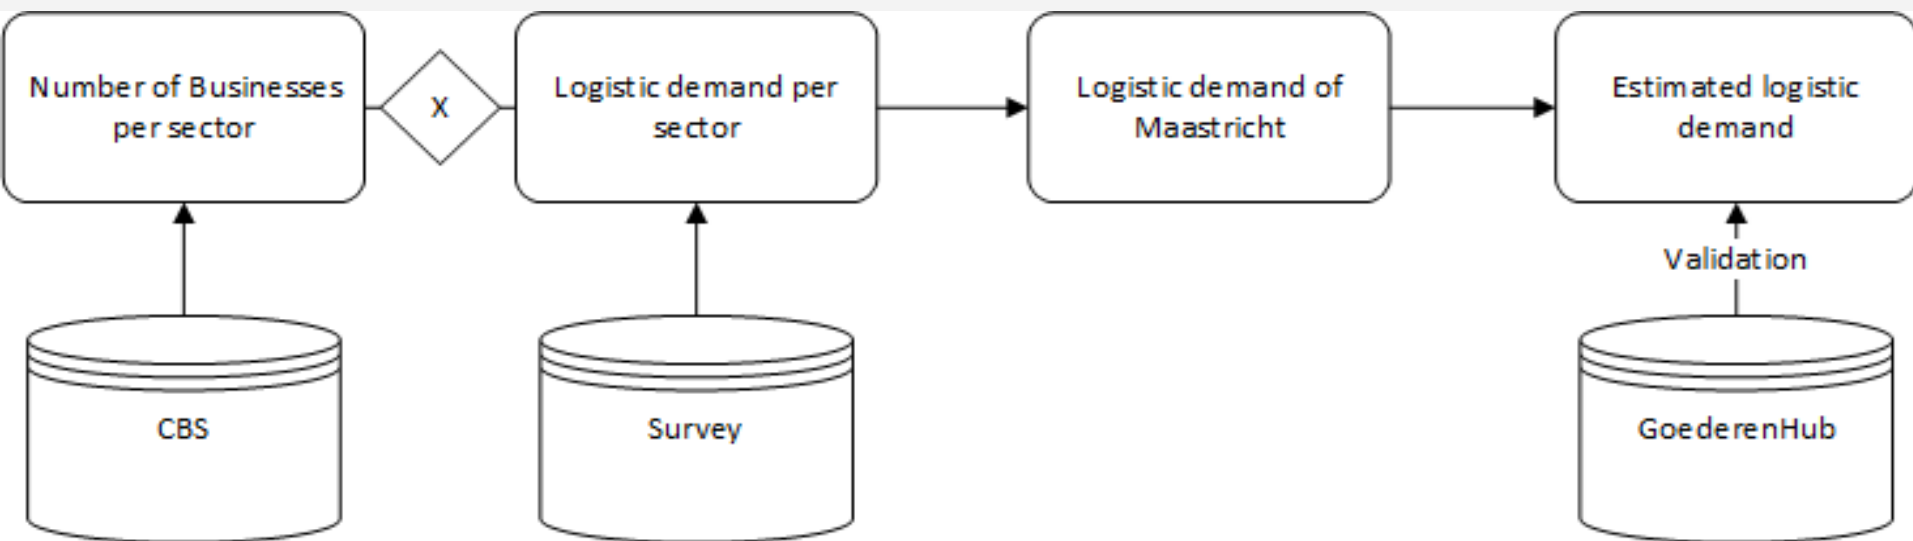 Number of Businesses
per sector
X
Logistic demand per
sector
Logistic demand of
Maastricht
Estimated logistic
demand
Validation
CBS
Survey
GoederenHub